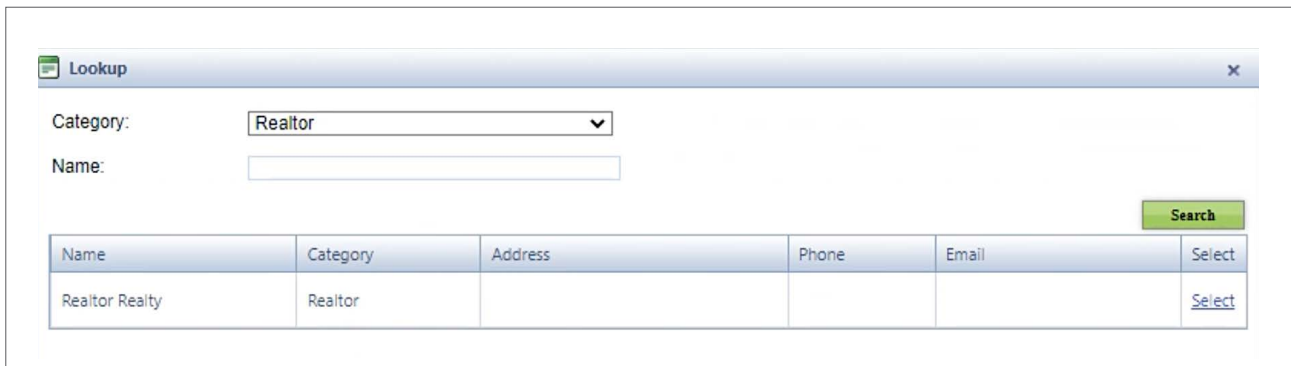 Lookup
Category: Realtor
Name:
Search
Name Category Address Phone Email Select
Realtor Realty Realtor Select